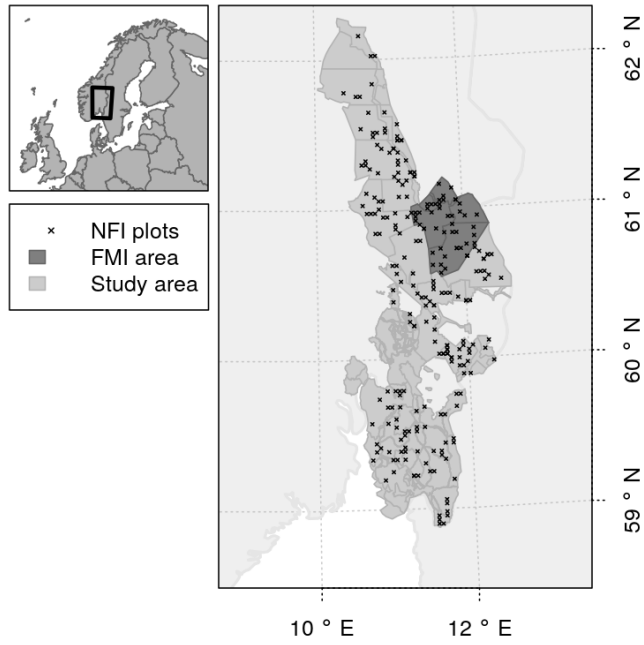 NFI plots
FMI area
Study area
62 ° N
61 ° N
60 ° N
59 ° N
10 ° E
12 ° E